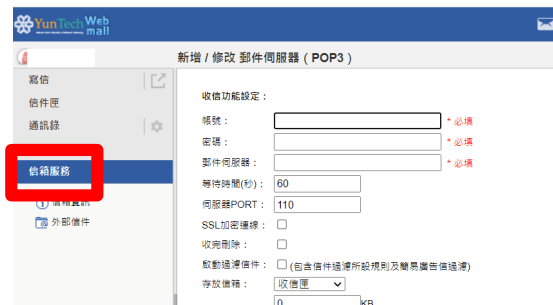 YunTech Web mail
新增 / 修改 郵件伺服器 ( POP3 )
寫信
信件匣
通訊錄
信箱服務
信箱資訊
外部信件
收信功能設定：
帳號： * 必填
密碼： * 必填
郵件伺服器： * 必填
等待時間(秒)： 60
伺服器PORT： 110
SSL加密連線：
收完刪除：
啟動過濾信件： (包含信件過濾所設規則及簡易廣告信過濾)
存放信箱： 收信匣
0 KB